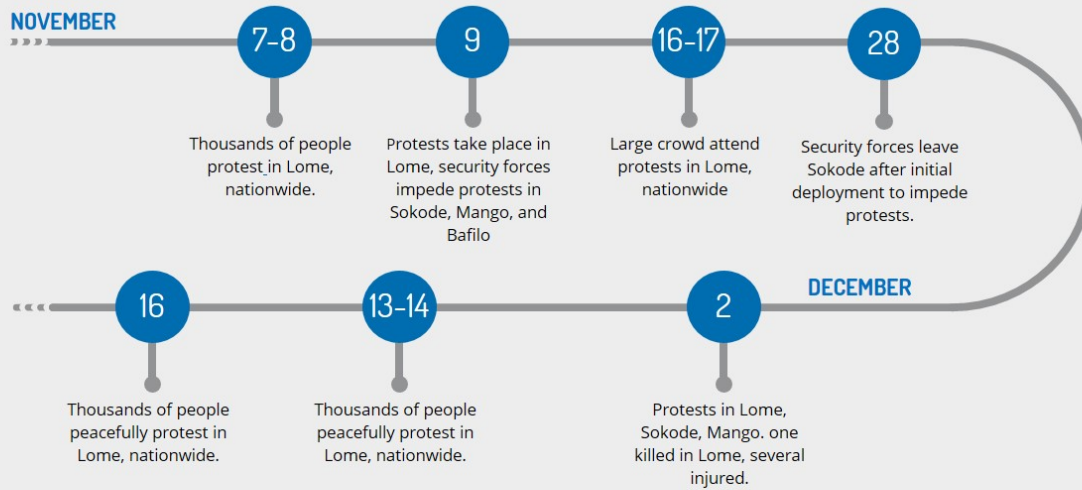 NOVEMBER
7-8
Thousands of people
protest in Lome,
nationwide.
9
Protests take place in
Lome, security forces
impede protests in
Sokode, Mango, and
Bafilo
16-17
Large crowd attend
protests in Lome,
nationwide
28
Security forces leave
Sokode after initial
deployment to impede
protests.
DECEMBER
2
Protests in Lome,
Sokode, Mango. one
killed in Lome, several
injured.
13-14
Thousands of people
peacefully protest in
Lome, nationwide.
16
Thousands of people
peacefully protest in
Lome, nationwide.